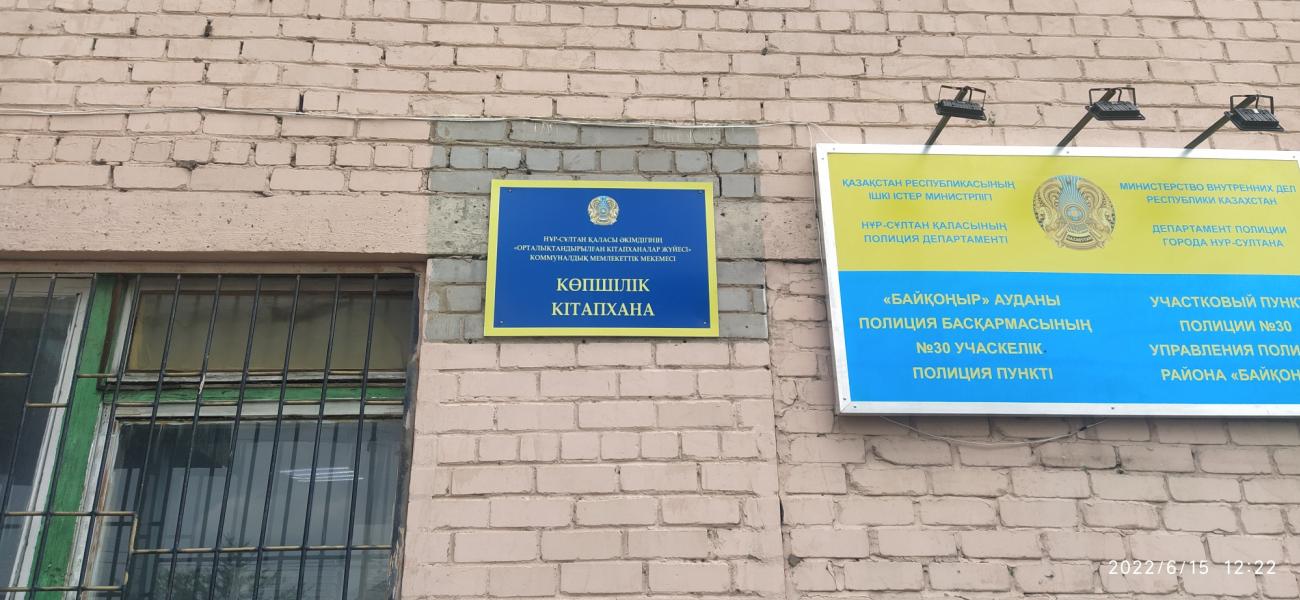 НҰР-СҰЛТАН ҚАЛАСЫ ӘКІМДІГІНІҢ
«ОРТАЛЫҚТАНДЫРЫЛҒАН КІТАПХАНАЛАР ЖҮЙЕСІ»
КОММУНАЛДЫҚ МЕМЛЕКЕТТІК МЕКЕМЕСІ
КӨПШІЛІК
КІТАПХАНА
ҚАЗАҚСТАН РЕСПУБЛИКАСЫНЫҢ
ІШКІ ІСТЕР МИНИСТРЛІГІ
НҰР-СҰЛТАН ҚАЛАСЫНЫҢ
ПОЛИЦИЯ ДЕПАРТАМЕНТІ
МИНИСТЕРСТВО ВНУТРЕННИХ ДЕЛ
РЕСПУБЛИКИ КАЗАХСТАН
ДЕПАРТАМЕНТ ПОЛИЦИИ
ГОРОДА НУР-СУЛТАНА
«БАЙҚОҢЫР» АУДАНЫ
ПОЛИЦИЯ БАСҚАРМАСЫНЫҢ
№30 УЧАСКЕЛІК
ПОЛИЦИЯ ПУНКТІ
УЧАСТКОВЫЙ ПУНК
ПОЛИЦИИ №30
УПРАВЛЕНИЯ ПОЛИ
РАЙОНА «БАЙҚОҢ
2022/6/15 12:22